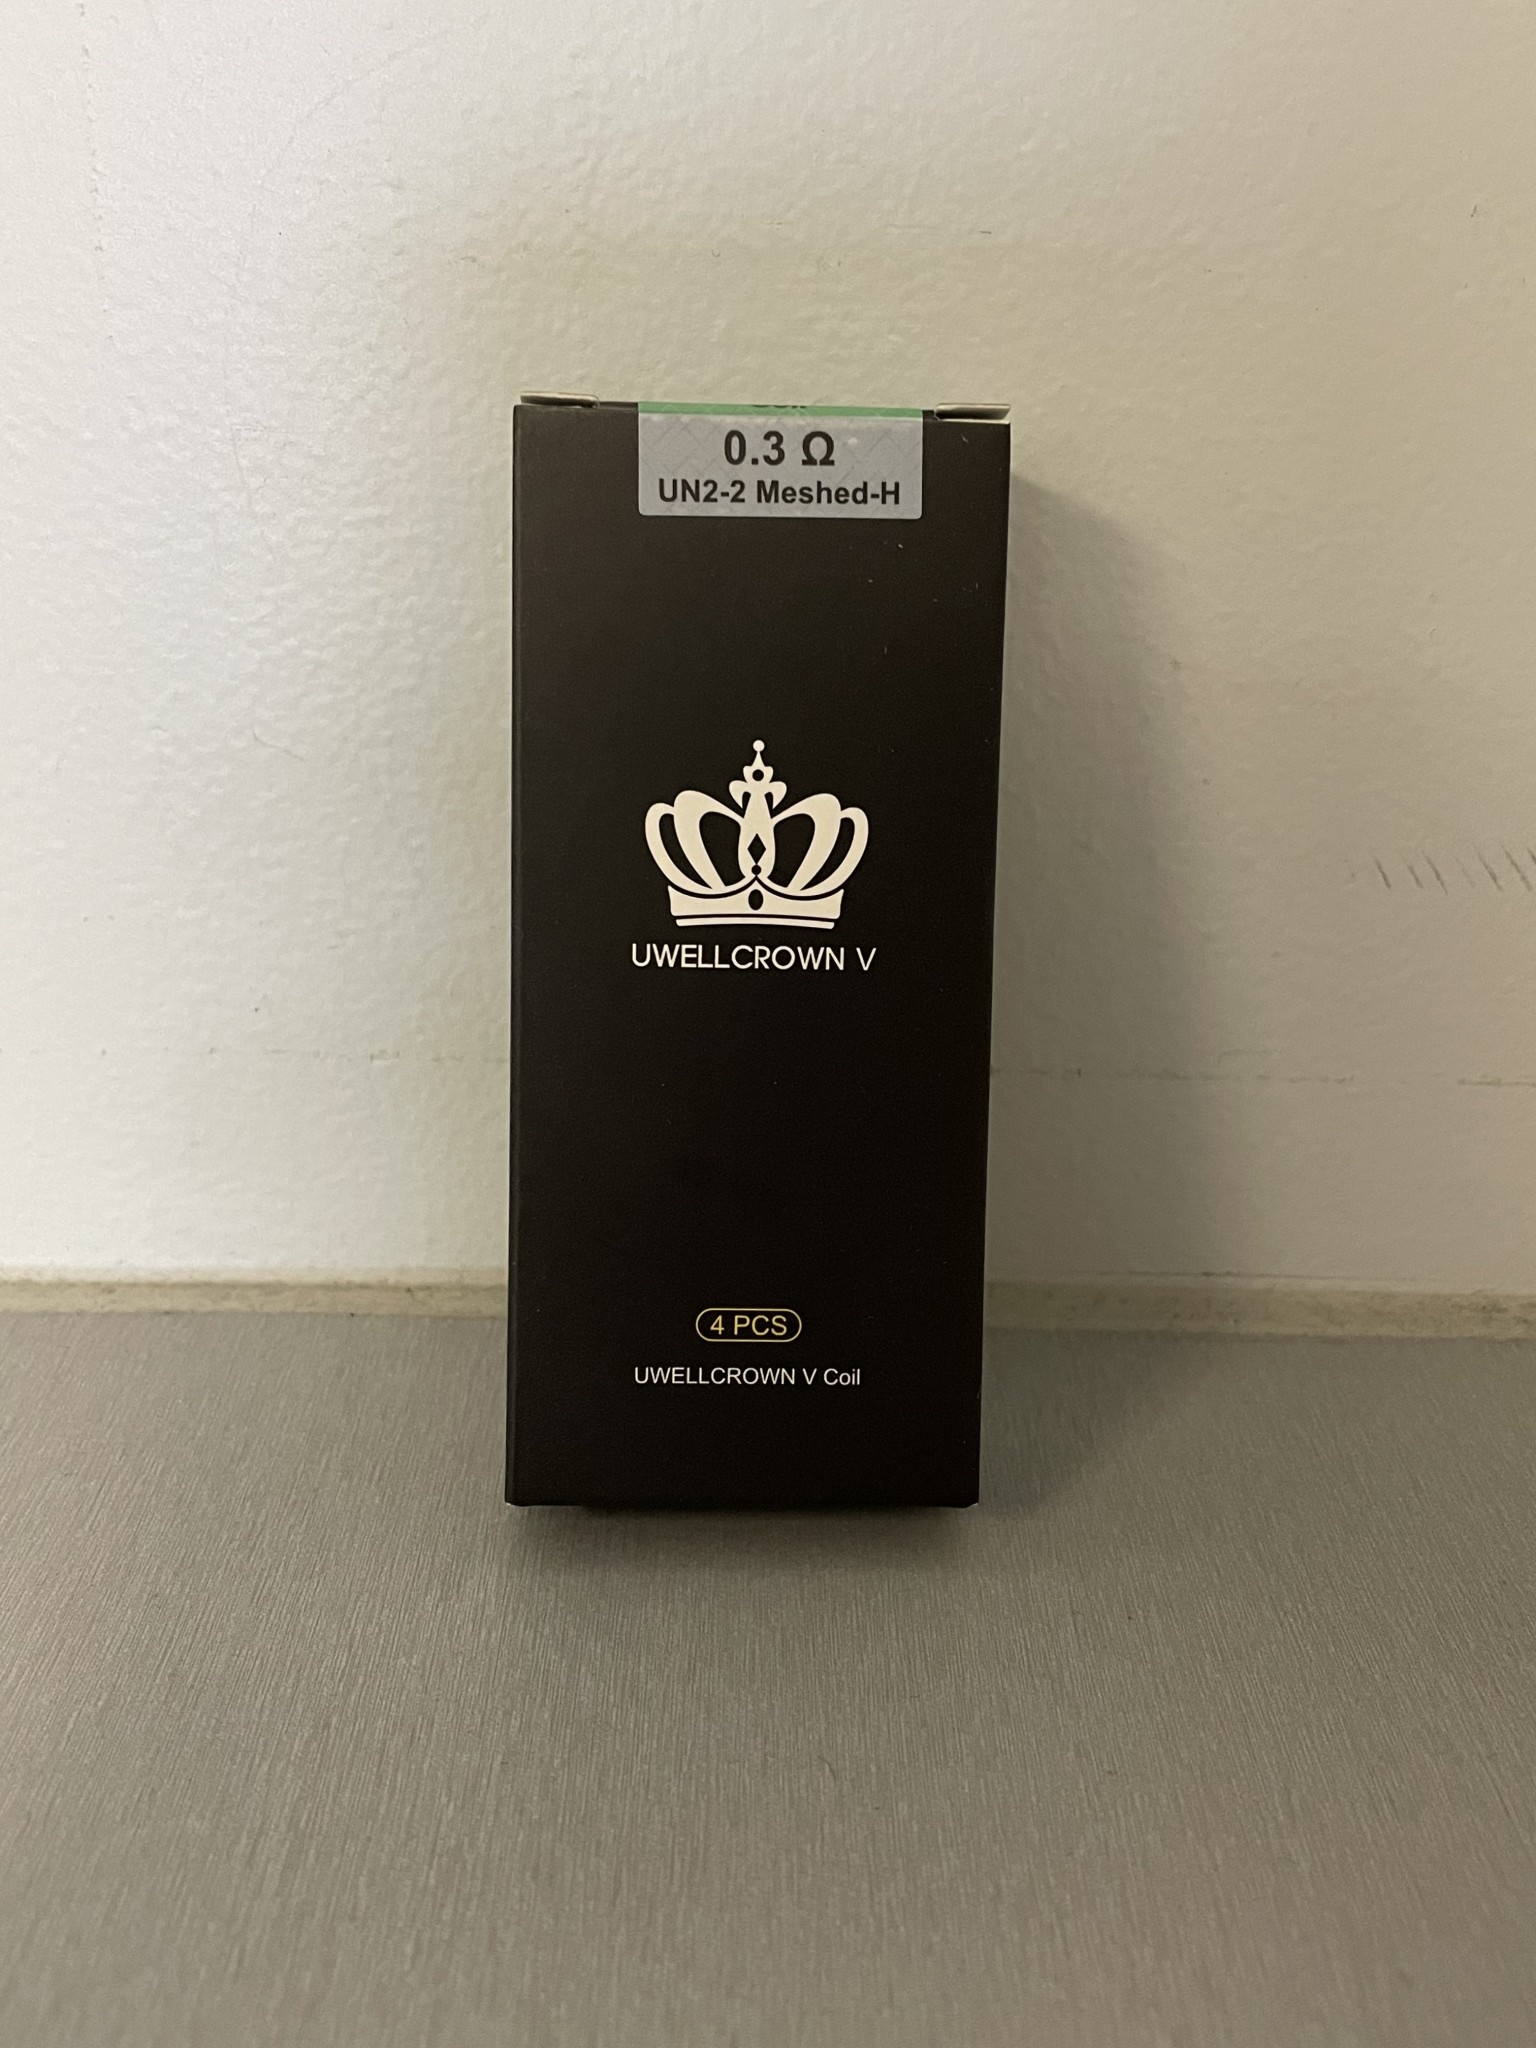 0.3 Ω
UN2-2 Meshed-H
UWELLCROWN V
4 PCS
UWELLCROWN V Coil